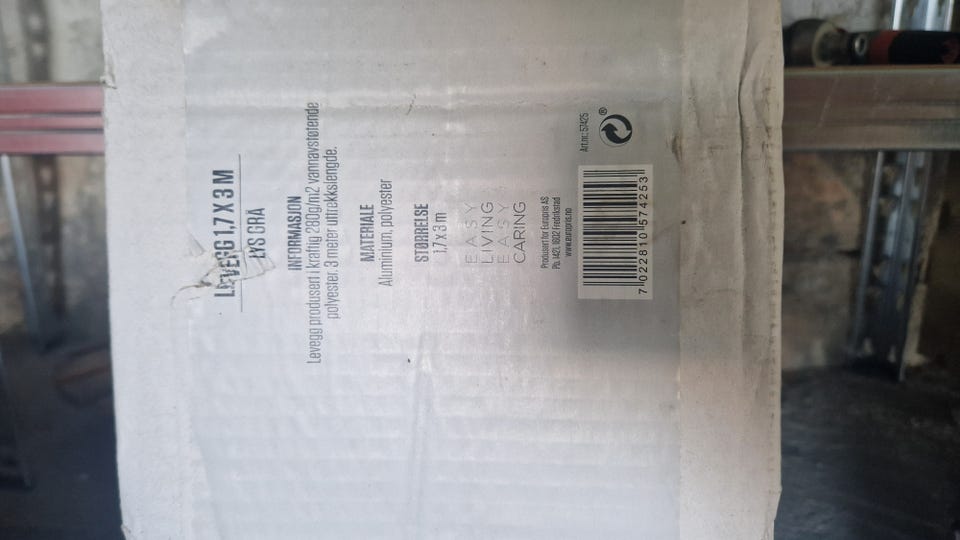 LEVEGG 1,7 X 3 M
LYS GRÅ
INFORMASJON
Levegg produsert i kraftig 280g/m2 vannavstøtende
polyester. 3 meter uttrekkslengde.
MATERIALE
Aluminium, polyester
STØRRELSE
1,7 x 3 m
EASY
LIVING
EASY
CARING
Produsert for Europris AS
Pb. 1421, 1602 Fredrikstad
www.europris.no
Art.nr.: 57425
®
7 022810 574253